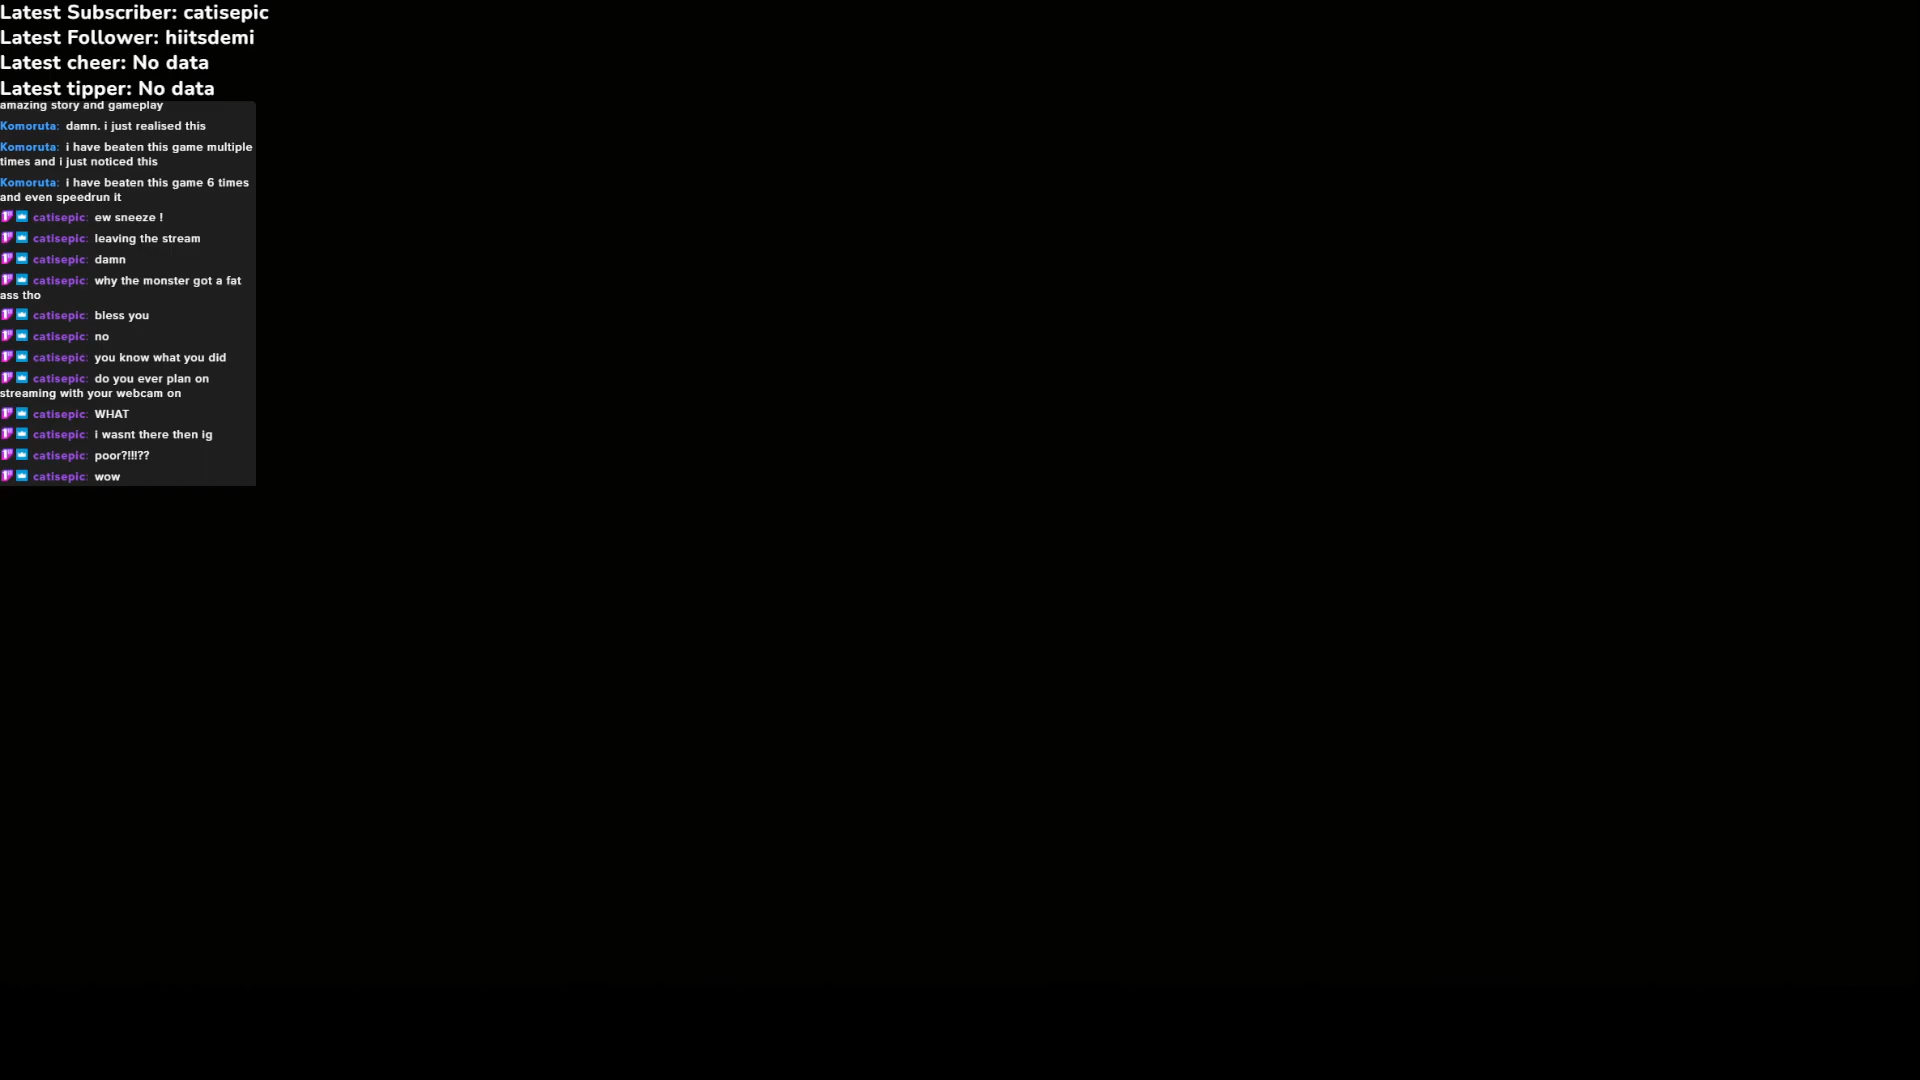 Latest Subscriber: catisepic
Latest Follower: hiitsdemi
Latest cheer: No data
Latest tipper: No data
amazing story and gameplay
Komoruta: damn. i just realised this
Komoruta: i have beaten this game multiple
times and i just noticed this
Komoruta: i have beaten this game 6 times
and even speedrun it
catisepic: ew sneeze !
catisepic: leaving the stream
catisepic: damn
catisepic: why the monster got a fat
ass tho
catisepic: bless you
catisepic: no
catisepic: you know what you did
catisepic: do you ever plan on
streaming with your webcam on
catisepic: WHAT
catisepic: i wasnt there then ig
catisepic: poor?!!!??
catisepic: wow